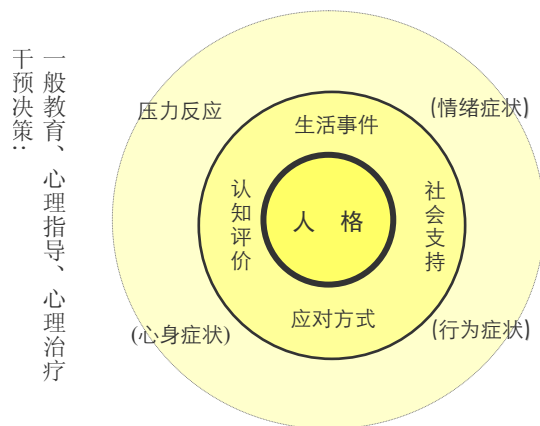 干预决策：
一般教育、心理指导、心理治疗
压力反应
(情绪症状)
生活事件
认知评价
人 格
社会支持
应对方式
(心身症状)
(行为症状)